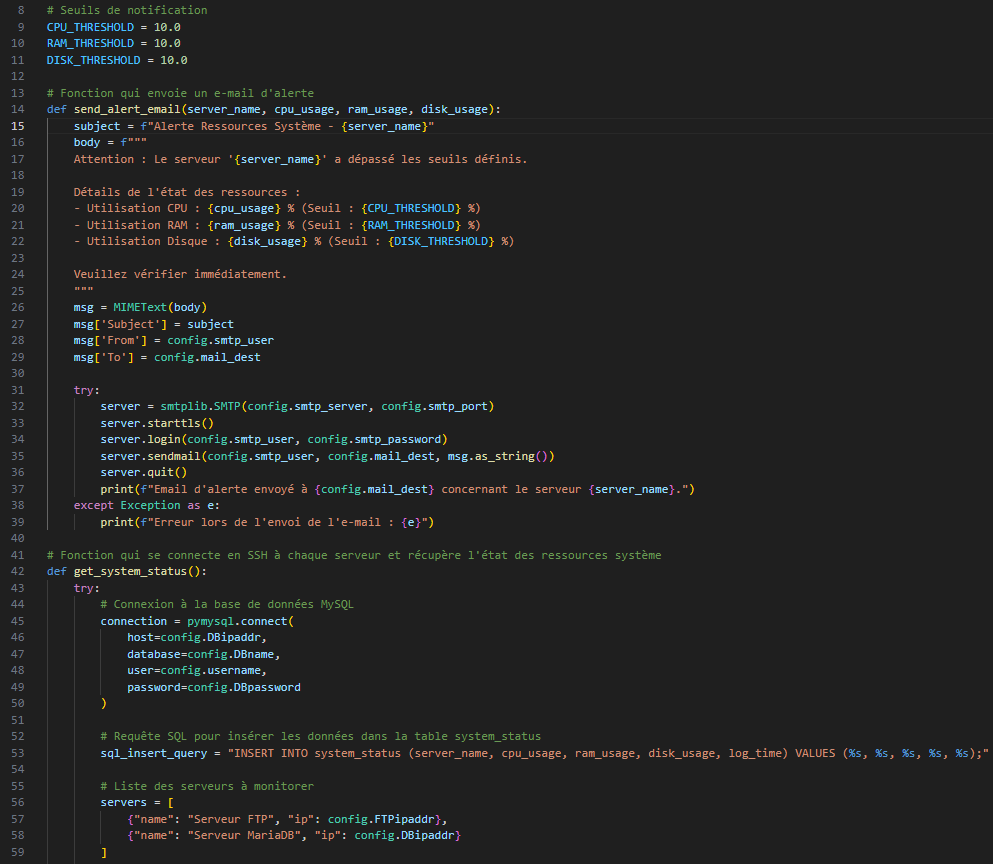 8 # Seuils de notification
9 CPU_THRESHOLD = 10.0
10 RAM_THRESHOLD = 10.0
11 DISK_THRESHOLD = 10.0
12
13 # Fonction qui envoie un e-mail d'alerte
14 def send_alert_email(server_name, cpu_usage, ram_usage, disk_usage):
15     subject = f"Alerte Ressources Système - {server_name}"
16     body = f"""
17     Attention : Le serveur '{server_name}' a dépassé les seuils définis.
18
19     Détails de l'état des ressources :
20     - Utilisation CPU : {cpu_usage} % (Seuil : {CPU_THRESHOLD} %)
21     - Utilisation RAM : {ram_usage} % (Seuil : {RAM_THRESHOLD} %)
22     - Utilisation Disque : {disk_usage} % (Seuil : {DISK_THRESHOLD} %)
23
24     Veuillez vérifier immédiatement.
25     """
26     msg = MIMEText(body)
27     msg['Subject'] = subject
28     msg['From'] = config.smtp_user
29     msg['To'] = config.mail_dest
30
31     try:
32         server = smtplib.SMTP(config.smtp_server, config.smtp_port)
33         server.starttls()
34         server.login(config.smtp_user, config.smtp_password)
35         server.sendmail(config.smtp_user, config.mail_dest, msg.as_string())
36         server.quit()
37         print(f"Email d'alerte envoyé à {config.mail_dest} concernant le serveur {server_name}.")
38     except Exception as e:
39         print(f"Erreur lors de l'envoi de l'e-mail : {e}")
40
41 # Fonction qui se connecte en SSH à chaque serveur et récupère l'état des ressources système
42 def get_system_status():
43     try:
44         # Connexion à la base de données MySQL
45         connection = pymysql.connect(
46             host=config.DBipaddr,
47             database=config.DBname,
48             user=config.username,
49             password=config.DBpassword
50         )
51
52         # Requête SQL pour insérer les données dans la table system_status
53         sql_insert_query = "INSERT INTO system_status (server_name, cpu_usage, ram_usage, disk_usage, log_time) VALUES (%s, %s, %s, %s, %s);"
54
55         # Liste des serveurs à monitorer
56         servers = [
57             {"name": "Serveur FTP", "ip": config.FTPipaddr},
58             {"name": "Serveur MariaDB", "ip": config.DBipaddr}
59         ]